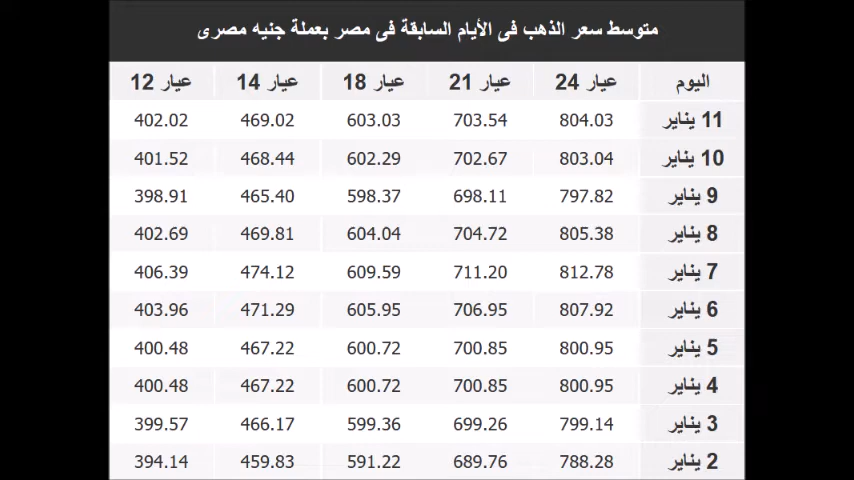 متوسط سعر الذهب فى الأيام السابقة فى مصر بعملة جنيه مصرى
اليوم عيار 24 عيار 21 عيار 18 عيار 14 عيار 12
11 يناير 804.03 703.54 603.03 469.02 402.02
10 يناير 803.04 702.67 602.29 468.44 401.52
9 يناير 797.82 698.11 598.37 465.40 398.91
8 يناير 805.38 704.72 604.04 469.81 402.69
7 يناير 812.78 711.20 609.59 474.12 406.39
6 يناير 807.92 706.95 605.95 471.29 403.96
5 يناير 800.95 700.85 600.72 467.22 400.48
4 يناير 800.95 700.85 600.72 467.22 400.48
3 يناير 799.14 699.26 599.36 466.17 399.57
2 يناير 788.28 689.76 591.22 459.83 394.14